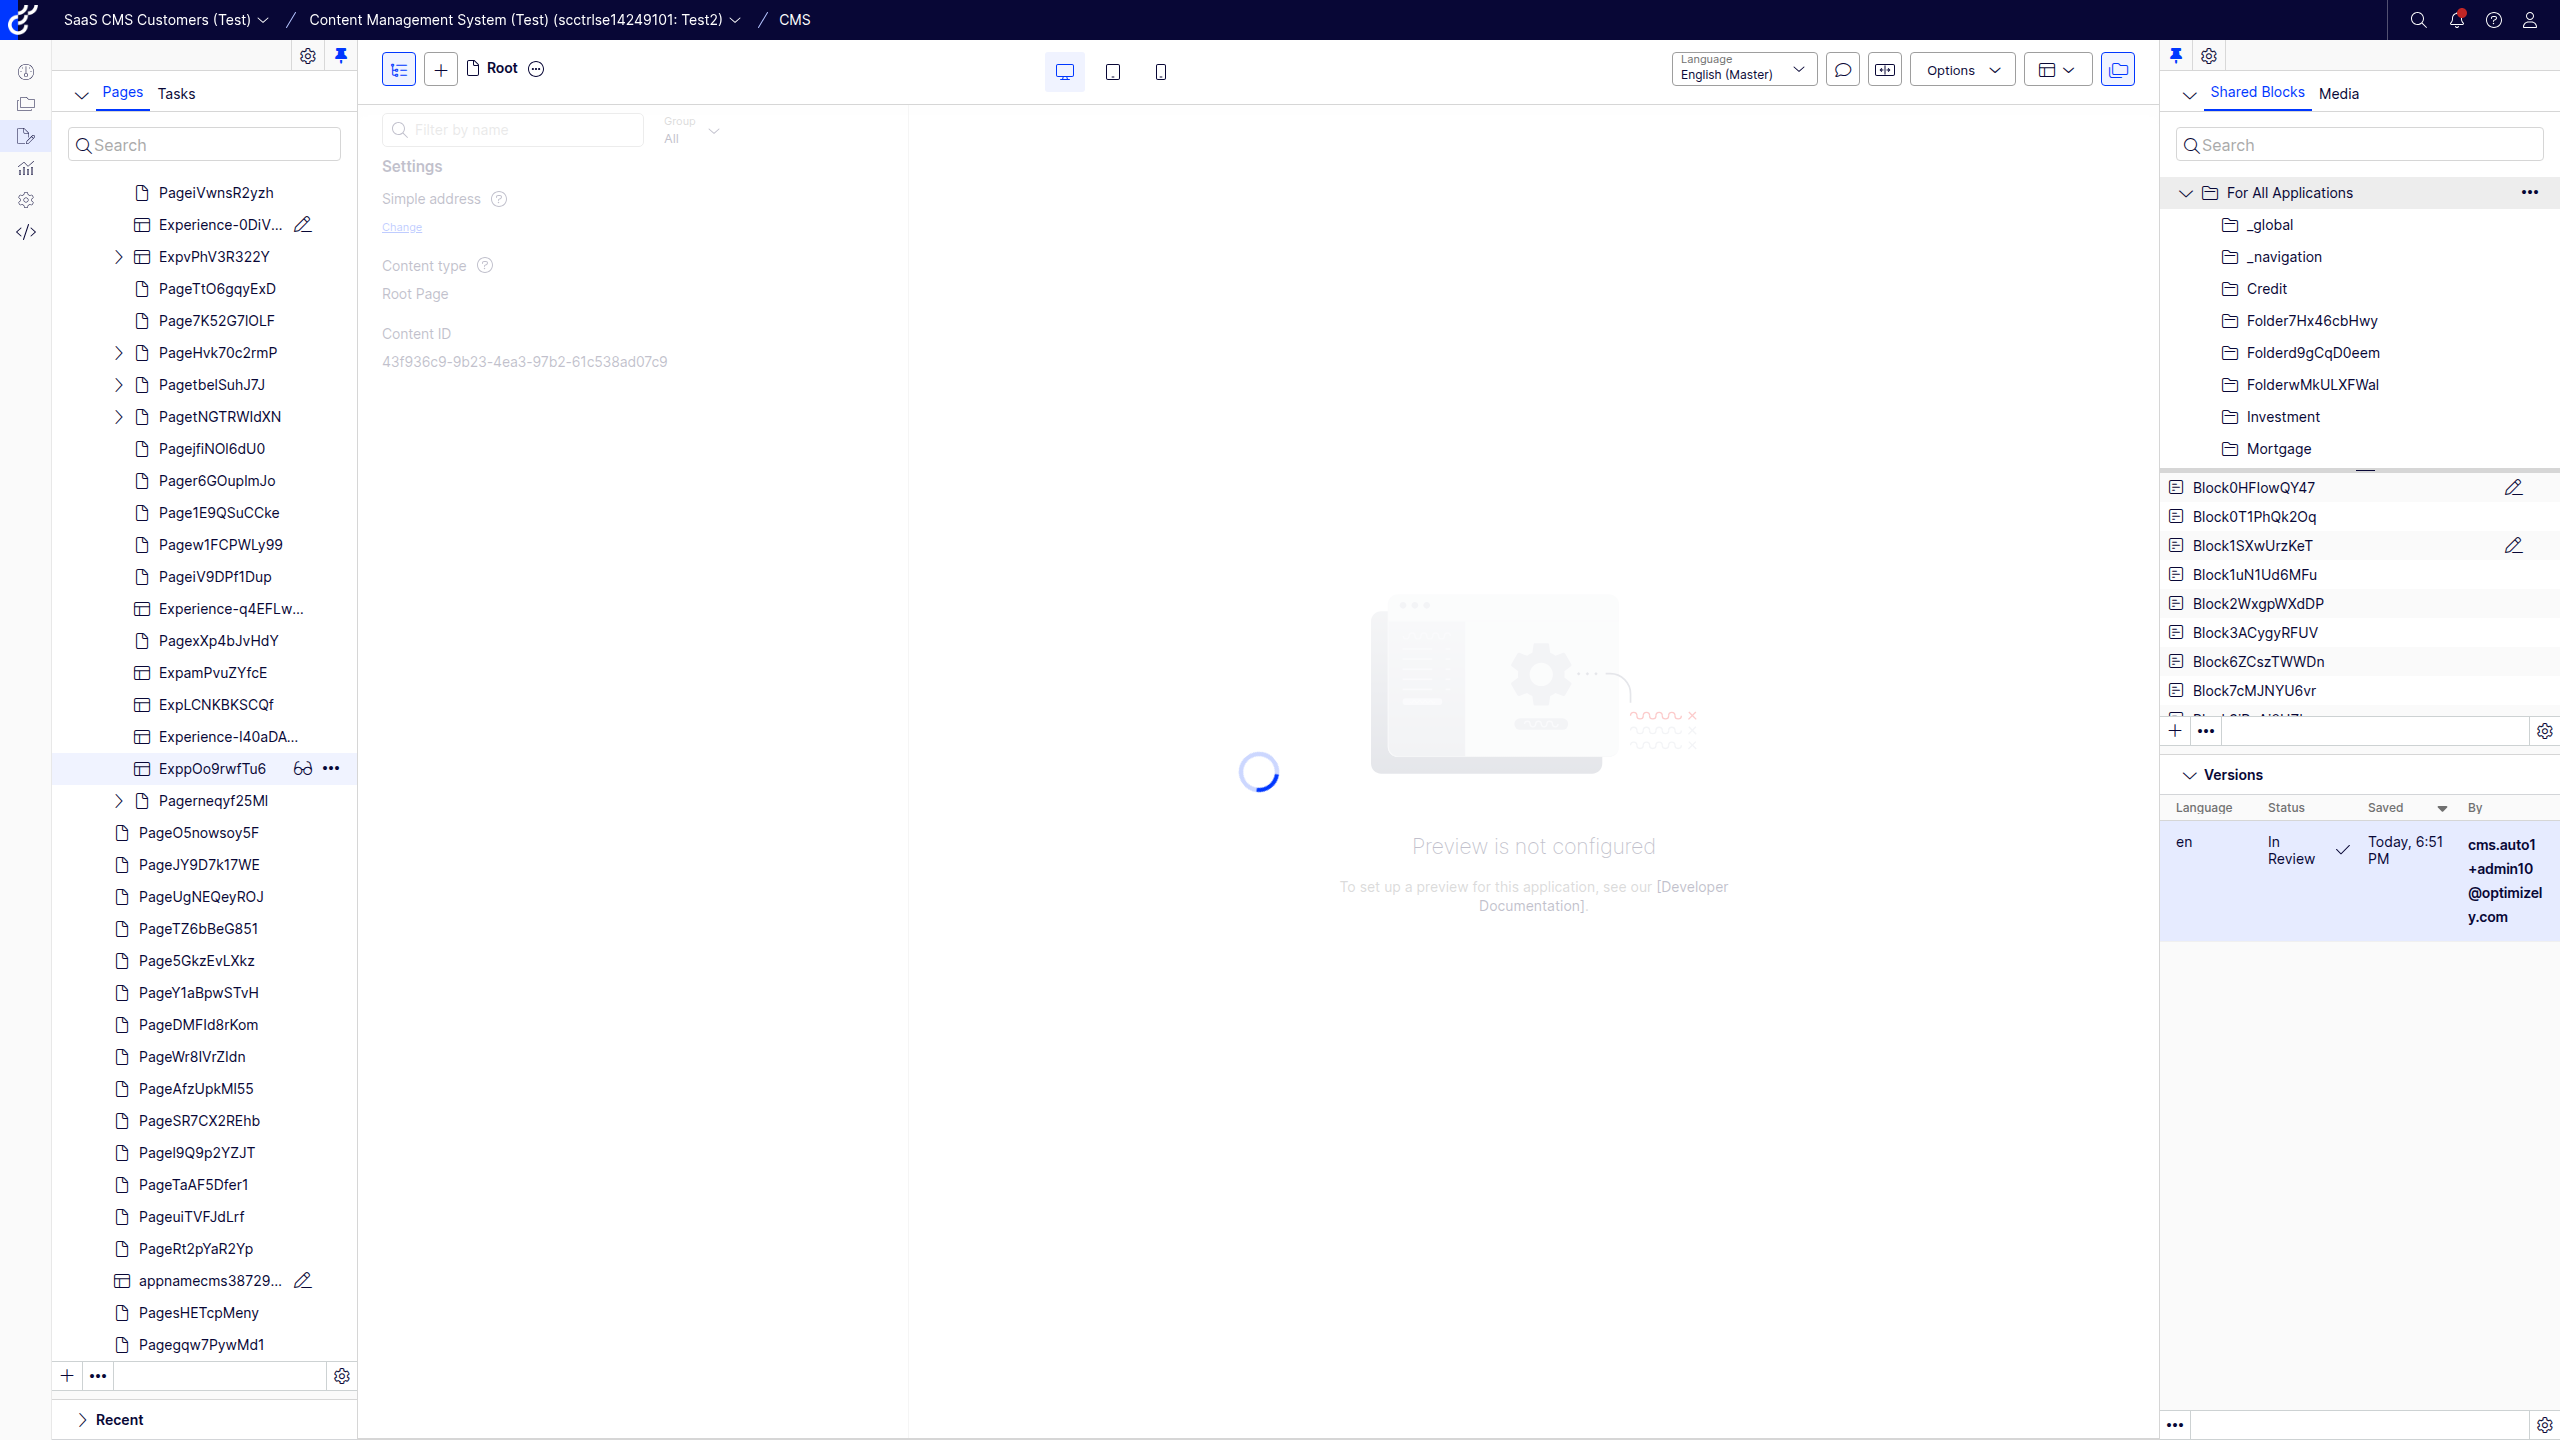 SaaS CMS Customers (Test)
Content Management System (Test) (scctrlse14249101: Test2)
CMS
Pages
Tasks
Search
PageiVwnsR2yzh
Experience-0DiV...
ExpvPhV3R322Y
PageTtO6gqyExD
Page7K52G7lOLF
PageHvk70c2rmP
PagetbelSuhJ7J
PagetNGTRWldXN
PagejfiNOl6dU0
Pager6GOuplmJo
Page1E9QSuCCke
Pagew1FCPWLy99
PageiV9DPf1Dup
Experience-q4EFLw...
PagexXp4bJvHdY
ExpamPvuZYfcE
ExpLCNKBKSCQf
Experience-I40aDA...
ExppOo9rwfTu6
Pagerneqyf25Ml
PageO5nowsoy5F
PageJY9D7k17WE
PageUgNEQeyROJ
PageTZ6bBeG851
Page5GkzEvLXkz
PageY1aBpwSTvH
PageDMFId8rKom
PageWr8lVrZldn
PageAfzUpkMl55
PageSR7CX2REhb
PageI9Q9p2YZJT
PageTaAF5Dfer1
PageuiTVFJdLrf
PageRt2pYaR2Yp
appnamecms38729...
PagesHETcpMeny
Pagegqw7PywMd1
Recent
Root
Language
English (Master)
Options
Filter by name
Group
All
Settings
Simple address
Change
Content type
Root Page
Content ID
43f936c9-9b23-4ea3-97b2-61c538ad07c9
Preview is not configured
To set up a preview for this application, see our [Developer
Documentation].
Shared Blocks
Media
Search
For All Applications
_global
_navigation
Credit
Folder7Hx46cbHwy
Folderd9gCqD0eem
FolderwMkULXFWal
Investment
Mortgage
Block0HFlowQY47
Block0T1PhQk2Oq
Block1SXwUrzKeT
Block1uN1Ud6MFu
Block2WxgpWXdDP
Block3ACygyRFUV
Block6ZCszTWWDn
Block7cMJNYU6vr
Versions
Language Status Saved By
en In Review Today, 6:51 PM cms.auto1
+admin10
@optimizel
y.com